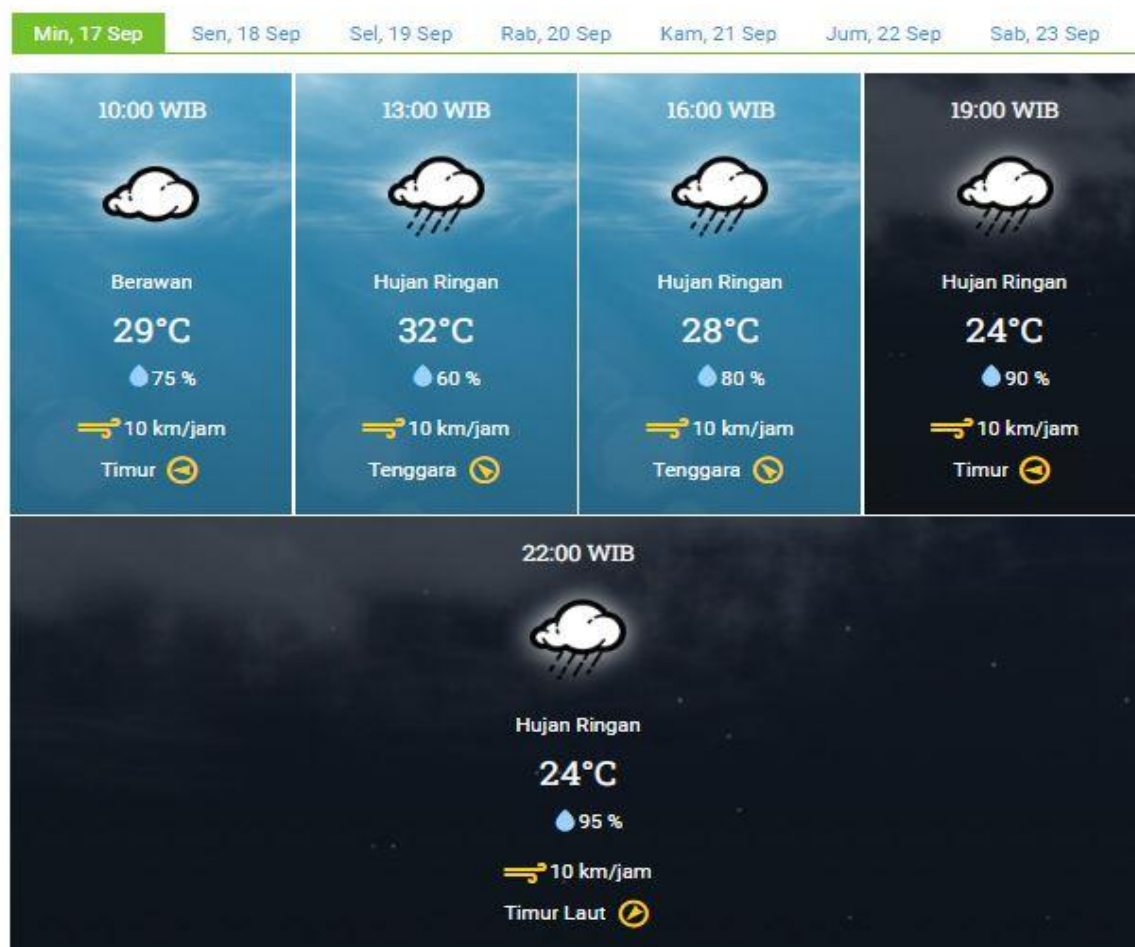 Min, 17 Sep
Sen, 18 Sep
Sel, 19 Sep
Rab, 20 Sep
Kam, 21 Sep
Jum, 22 Sep
Sab, 23 Sep
10:00 WIB
Berawan
29°C
75 %
10 km/jam
Timur
13:00 WIB
Hujan Ringan
32°C
60 %
10 km/jam
Tenggara
16:00 WIB
Hujan Ringan
28°C
80 %
10 km/jam
Tenggara
19:00 WIB
Hujan Ringan
24°C
90 %
10 km/jam
Timur
22:00 WIB
Hujan Ringan
24°C
95 %
10 km/jam
Timur Laut